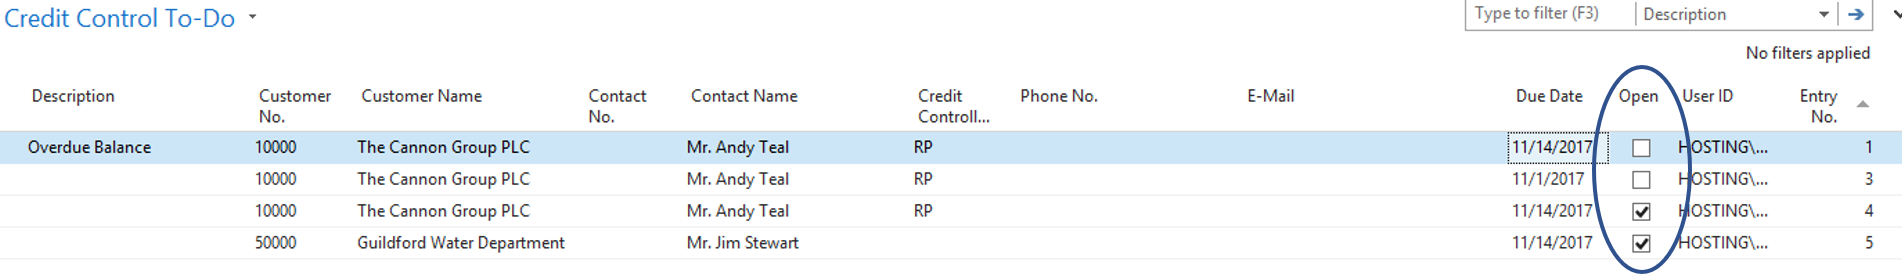 Credit Control To-Do
Type to filter (F3) Description
No filters applied
Description Customer No. Customer Name Contact No. Contact Name Credit Controll... Phone No. E-Mail Due Date Open User ID Entry No.
Overdue Balance 10000 The Cannon Group PLC Mr. Andy Teal RP 11/14/2017 HOSTING\... 1
10000 The Cannon Group PLC Mr. Andy Teal RP 11/1/2017 HOSTING\... 3
10000 The Cannon Group PLC Mr. Andy Teal RP 11/14/2017 HOSTING\... 4
50000 Guildford Water Department Mr. Jim Stewart 11/14/2017 HOSTING\... 5